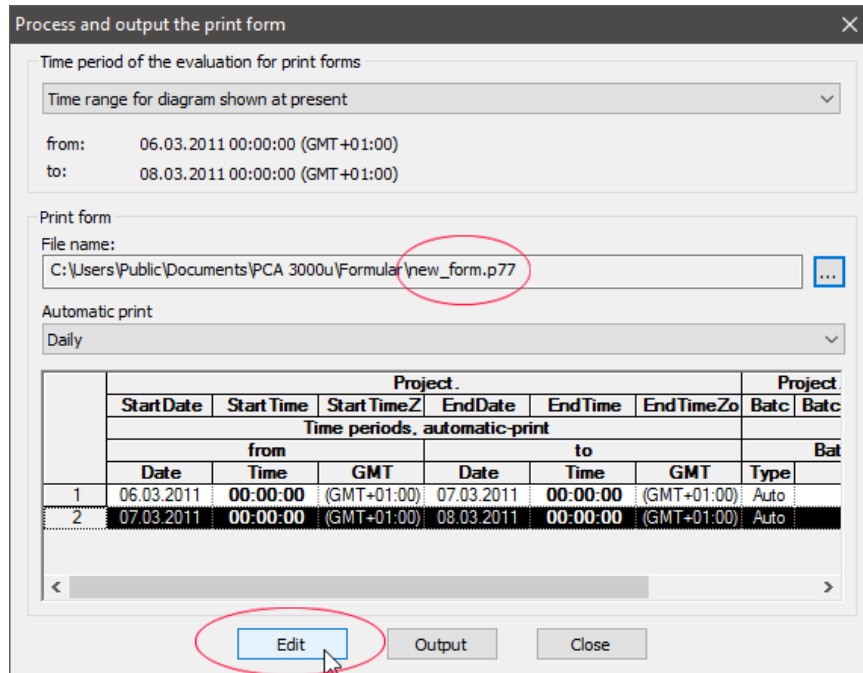 Process and output the print form
Time period of the evaluation for print forms
Time range for diagram shown at present
from: 06.03.2011 00:00:00 (GMT+01:00)
to: 08.03.2011 00:00:00 (GMT+01:00)
Print form
File name:
C:\Users\Public\Documents\PCA 3000u\Formular\new_form.p77
...
Automatic print
Daily
Project. Project.
StartDate StartTime StartTimeZ EndDate EndTime EndTimeZo Batc Batc
Time periods, automatic-print
from to Bat
Date Time GMT Date Time GMT Type
1 06.03.2011 00:00:00 (GMT+01:00) 07.03.2011 00:00:00 (GMT+01:00) Auto
2 07.03.2011 00:00:00 (GMT+01:00) 08.03.2011 00:00:00 (GMT+01:00) Auto
Edit Output Close